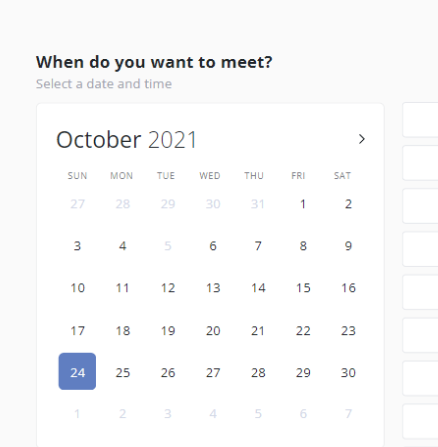 When do you want to meet?
Select a date and time
October 2021
SUN MON TUE WED THU FRI SAT
27 28 29 30 31 1 2
3 4 5 6 7 8 9
10 11 12 13 14 15 16
17 18 19 20 21 22 23
24 25 26 27 28 29 30
1 2 3 4 5 6 7